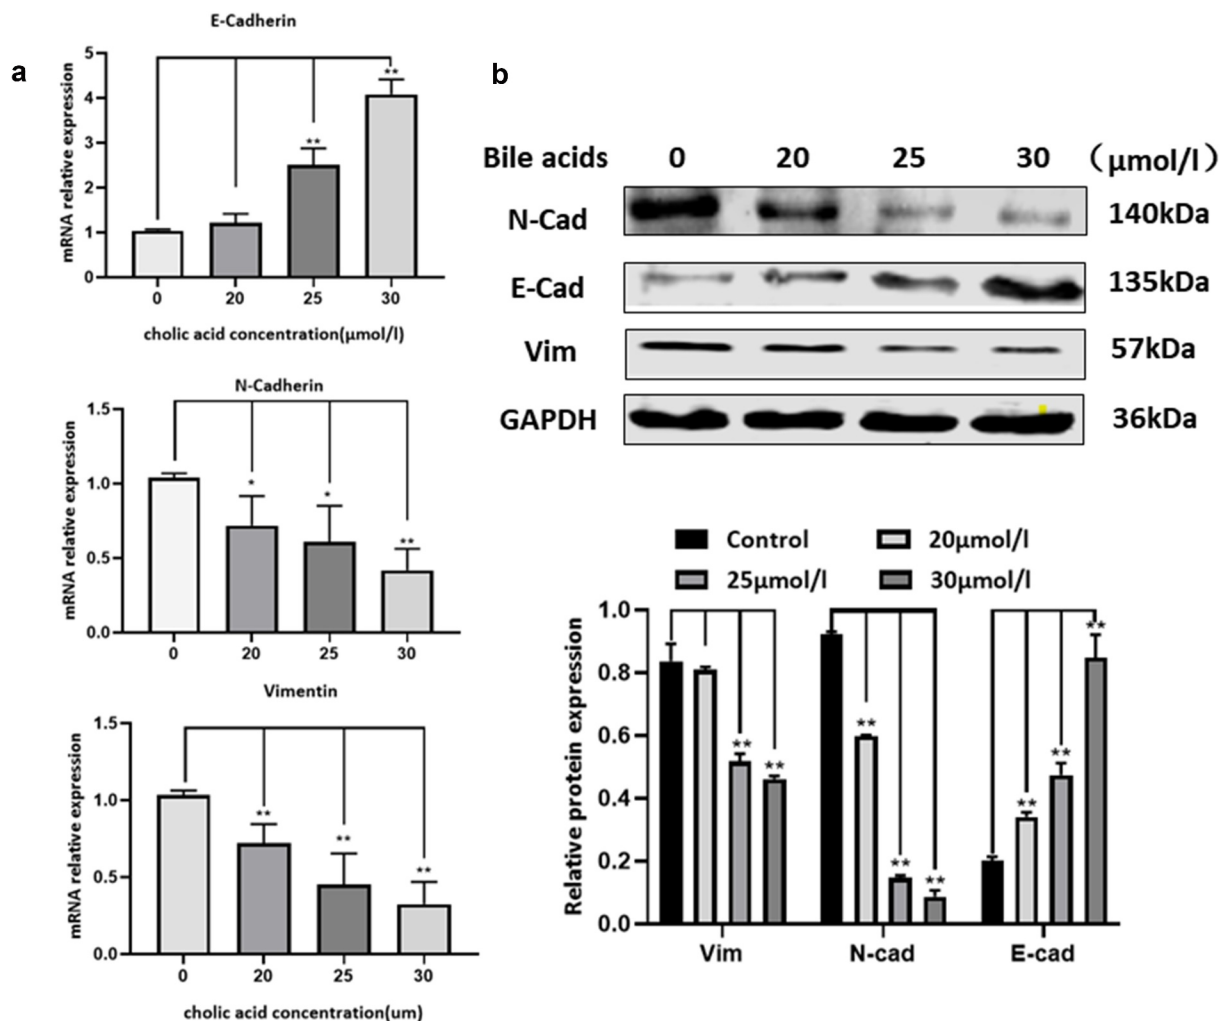 a
E-Cadherin
mRNA relative expression
5
4
3
2
1
0
**
**
0 20 25 30
cholic acid concentration(μmol/l)
N-Cadherin
mRNA relative expression
1.5
1.0
0.5
0.0
*
*
**
0 20 25 30
Vimentin
mRNA relative expression
1.5
1.0
0.5
0.0
**
**
**
0 20 25 30
cholic acid concentration(um)
b
Bile acids 0 20 25 30 (μmol/l)
N-Cad 140kDa
E-Cad 135kDa
Vim 57kDa
GAPDH 36kDa
Control 20μmol/l
25μmol/l 30μmol/l
Relative protein expression
1.0
0.8
0.6
0.4
0.2
0.0
**
**
**
**
**
**
**
**
Vim N-cad E-cad